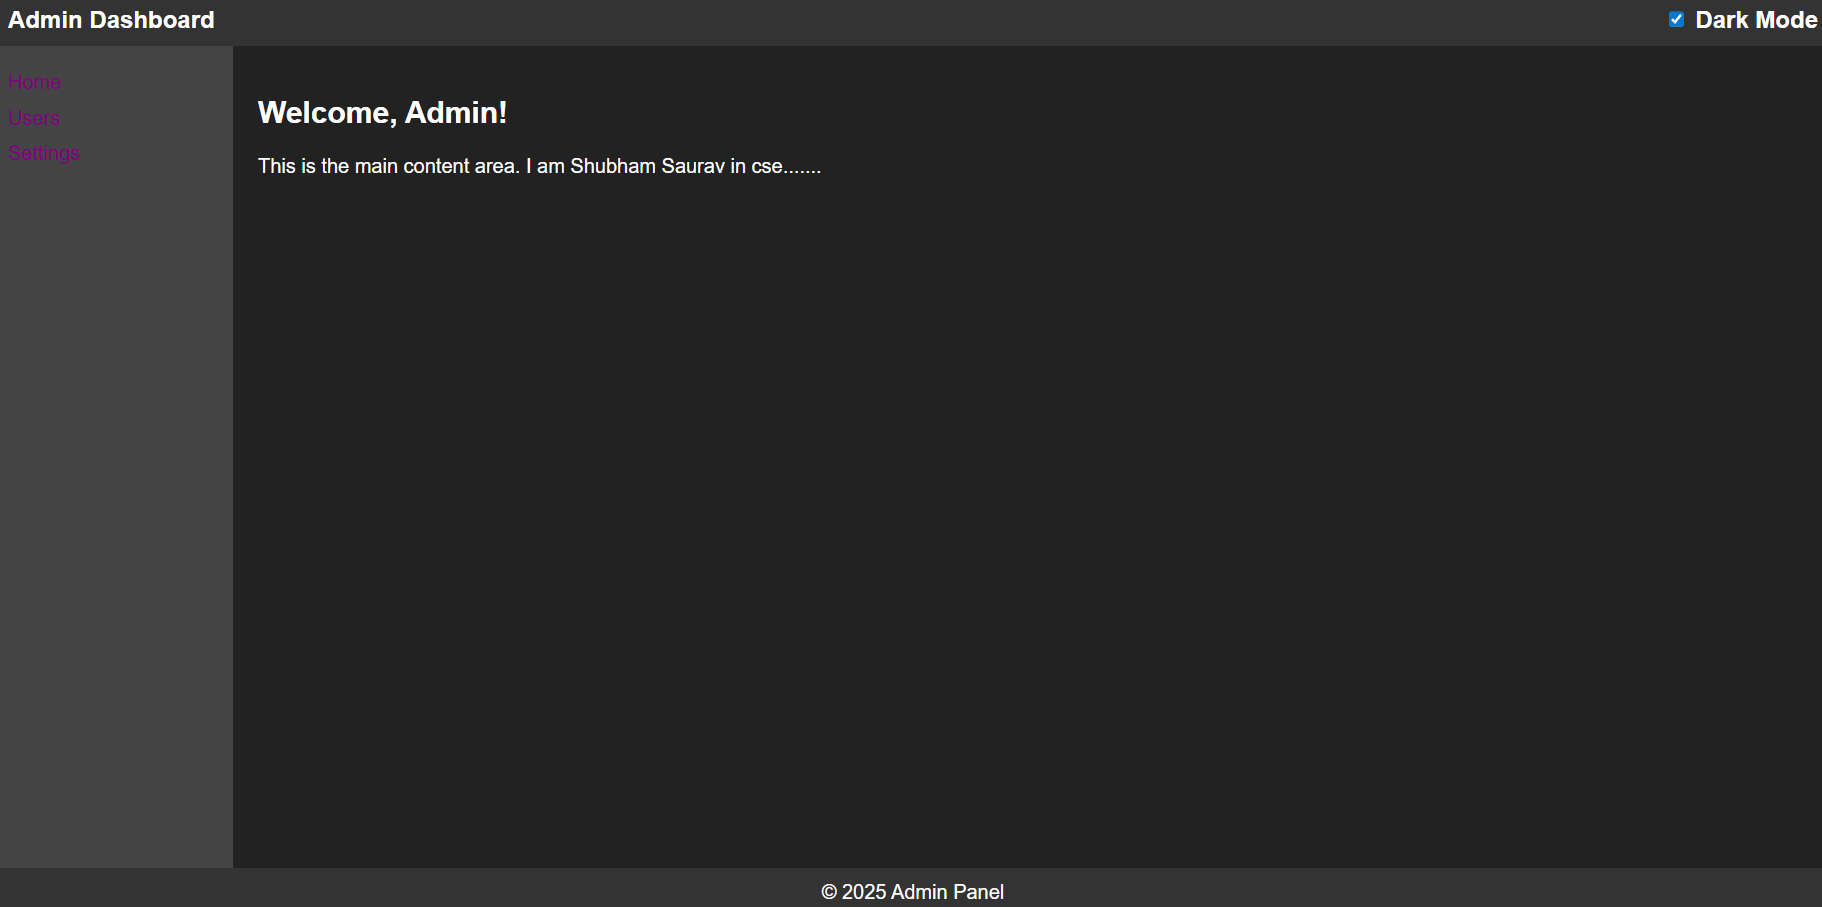 Admin Dashboard
Dark Mode
Home
Users
Settings
Welcome, Admin!
This is the main content area. I am Shubham Saurav in cse.......
© 2025 Admin Panel